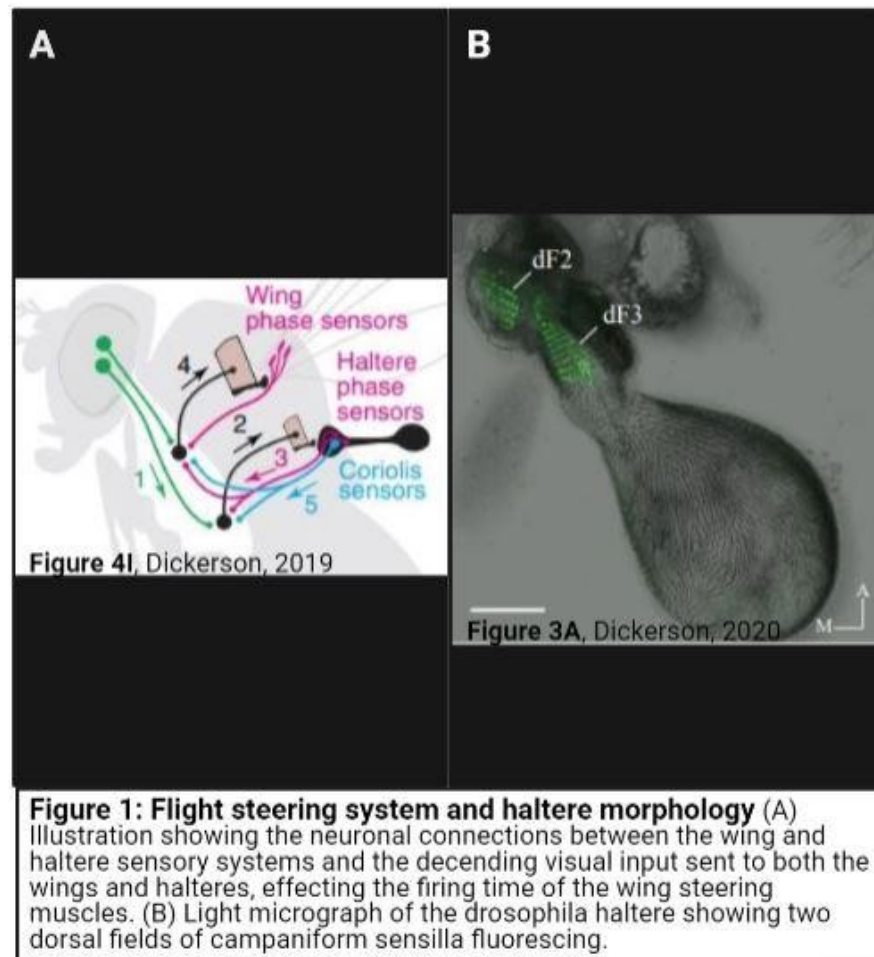 A
B
Wing
phase sensors
Haltere
phase
sensors
Coriolis
sensors
4
2
3
1
5
Figure 4I, Dickerson, 2019
dF2
dF3
A
M
Figure 3A, Dickerson, 2020
Figure 1: Flight steering system and haltere morphology (A)
Illustration showing the neuronal connections between the wing and
haltere sensory systems and the decending visual input sent to both the
wings and halteres, effecting the firing time of the wing steering
muscles. (B) Light micrograph of the drosophila haltere showing two
dorsal fields of campaniform sensilla fluorescing.